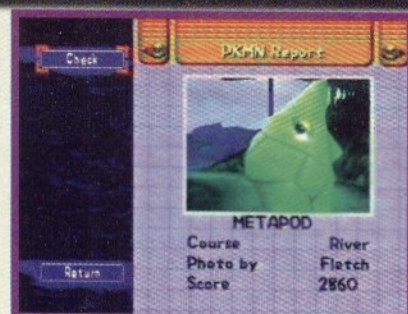 Check
PKMN Report
METAPOD
Course River
Photo by Fletch
Score 2860
Return